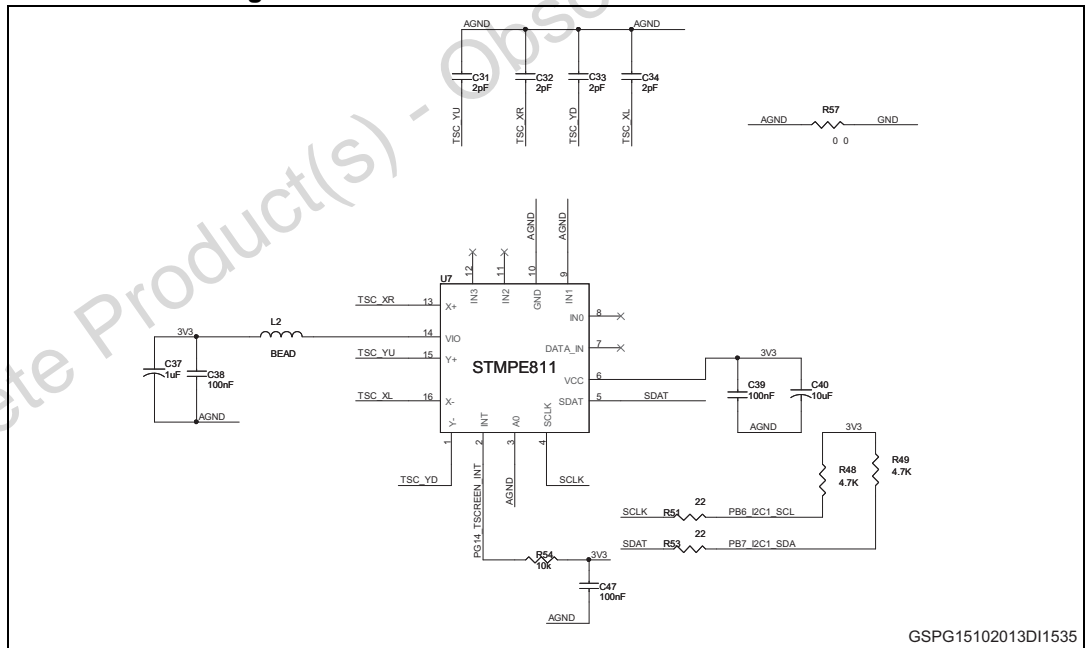 AGND AGND
C31 C32 C33 C34
2pF 2pF 2pF 2pF
TSC_YU TSC_XR TSC_YD TSC_XL
R57
AGND GND
0 0
AGND AGND
U7
12 11 10 9
IN3 IN2 GND IN1
TSC_XR 13 X+
IN0 8
3V3 L2 14 VIO
BEAD
DATA_IN 7
TSC_YU 15 Y+
STMPE811
VCC 6 3V3
C37 C38
1uF 100nF
C39 C40
100nF 10uF
TSC_XL 16 X-
SDAT 5 SDAT
AGND
Y- INT A0 SCLK
AGND
1 2 3 4
3V3
TSC_YD AGND SCLK
R48 R49
4.7K 4.7K
PG14_TSCREEN_INT
22
SCLK R51 PB6_I2C1_SCL
22
SDAT R53 PB7_I2C1_SDA
R54 3V3
10k
C47
100nF
AGND
GSPG15102013DI1535
ete Product(s) - Obso